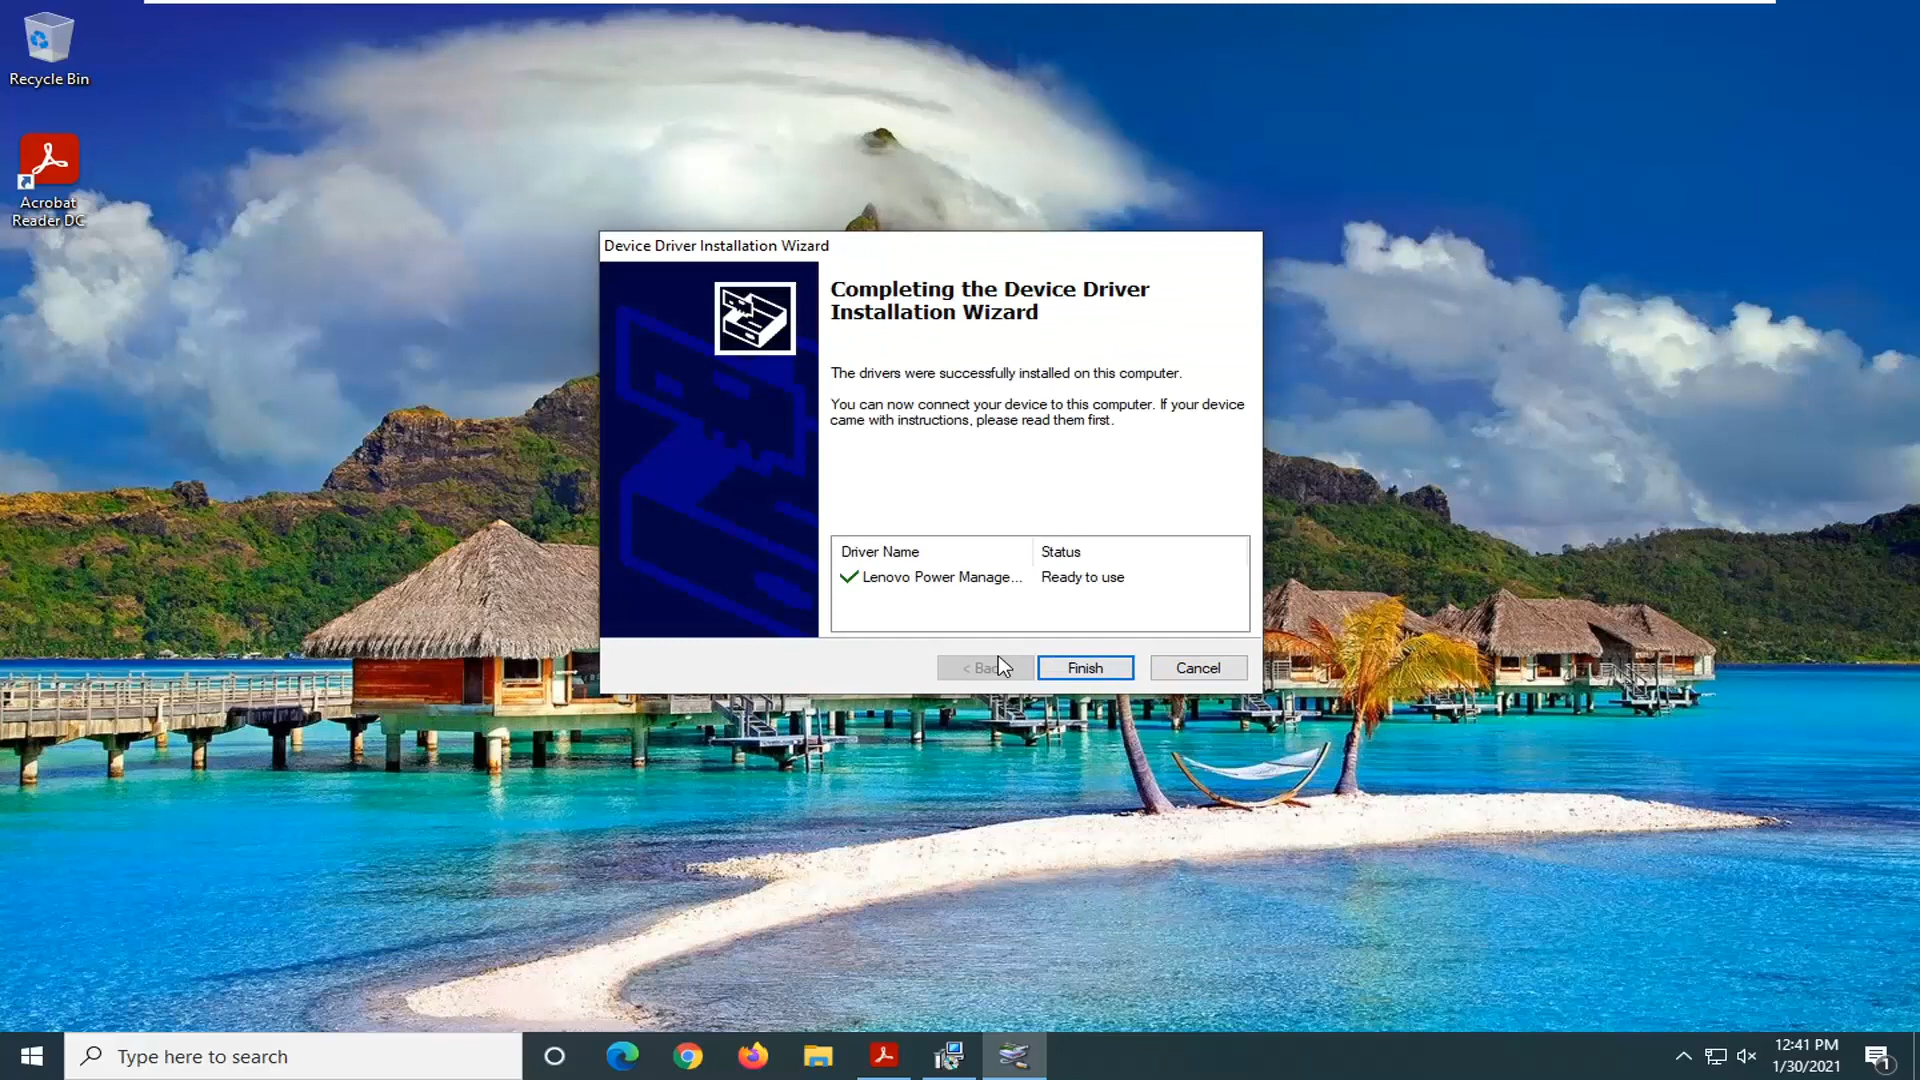 Recycle Bin
Acrobat
Reader DC
Device Driver Installation Wizard
Completing the Device Driver
Installation Wizard
The drivers were successfully installed on this computer.
You can now connect your device to this computer. If your device
came with instructions, please read them first.
Driver Name Status
Lenovo Power Manage... Ready to use
< Bac Finish Cancel
Type here to search
12:41 PM
1/30/2021
1